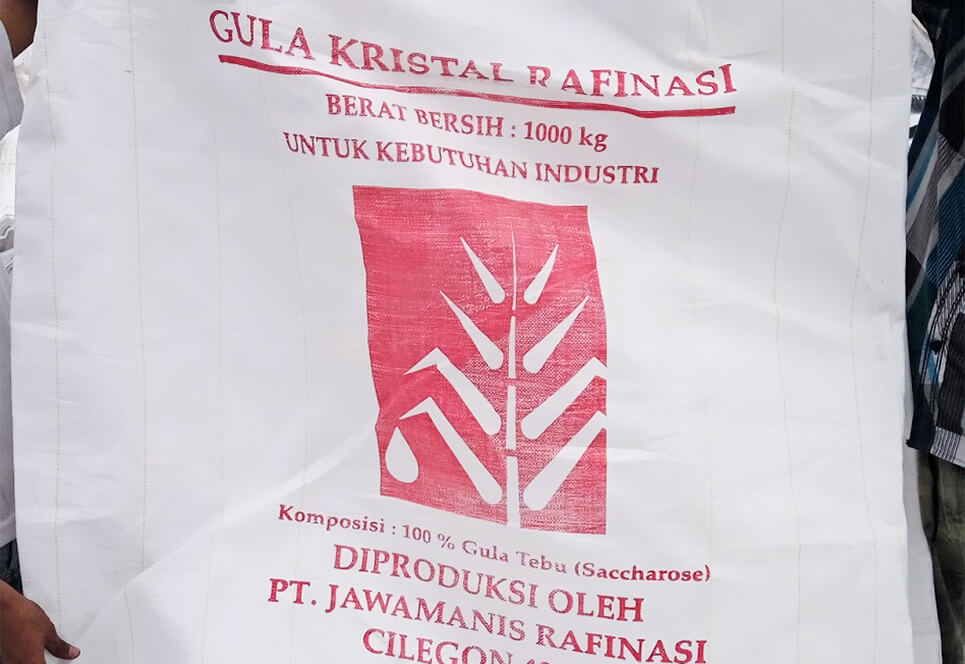 GULA KRISTAL RAFINASI
BERAT BERSIH : 1000 kg
UNTUK KEBUTUHAN INDUSTRI
Komposisi : 100 % Gula Tebu (Saccharose)
DIPRODUKSI OLEH
PT. JAWAMANIS RAFINASI
CILEGON